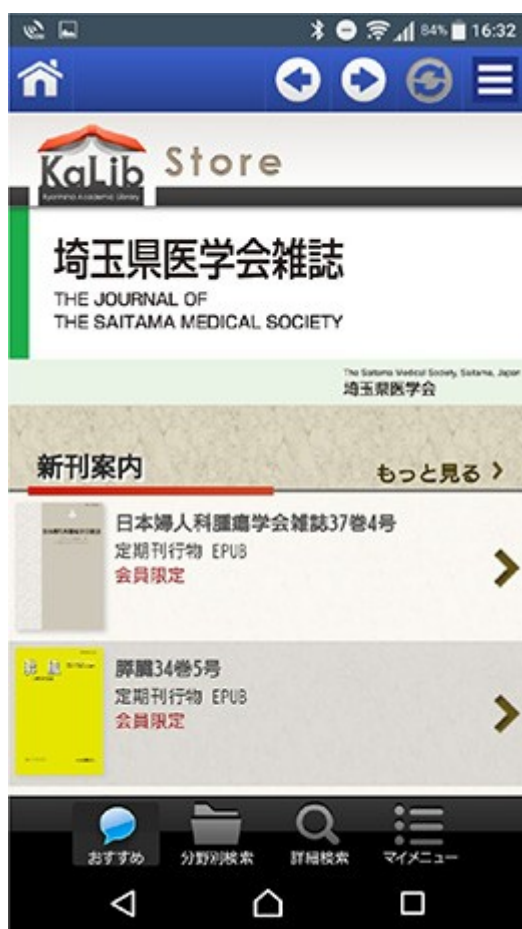 84% 16:32
KaLib Store
Kyorinsha Academic Library
埼玉県医学会雑誌
THE JOURNAL OF
THE SAITAMA MEDICAL SOCIETY
The Saitama Medical Society, Saitama, Japan
埼玉県医学会
新刊案内
もっと見る
日本婦人科腫瘍学会雑誌37巻4号
定期刊行物 EPUB
会員限定
膵臓34巻5号
定期刊行物 EPUB
会員限定
おすすめ 分野別検索 詳細検索 マイメニュー